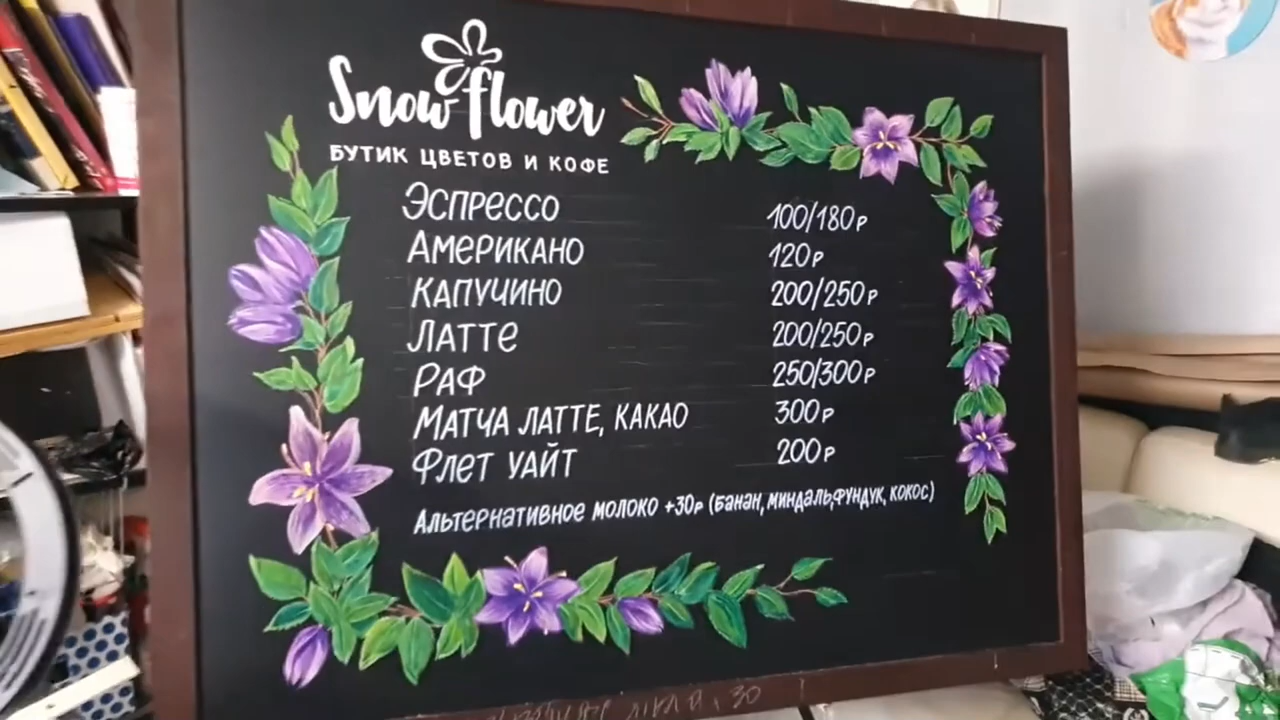 Snow flower
БУТИК ЦВЕТОВ И КОФЕ
ЭСПРЕССО 100/180р
АМЕРИКАНО 120р
КАПУЧИНО 200/250р
ЛАТТЕ 200/250р
РАФ 250/300р
МАТЧА ЛАТТЕ, КАКАО 300р
ФЛЕТ УАЙТ 200р
АЛЬТЕРНАТИВНОЕ МОЛОКО +30р (БАНАН, МИНДАЛЬ,ФУНДУК, КОКОС)
30